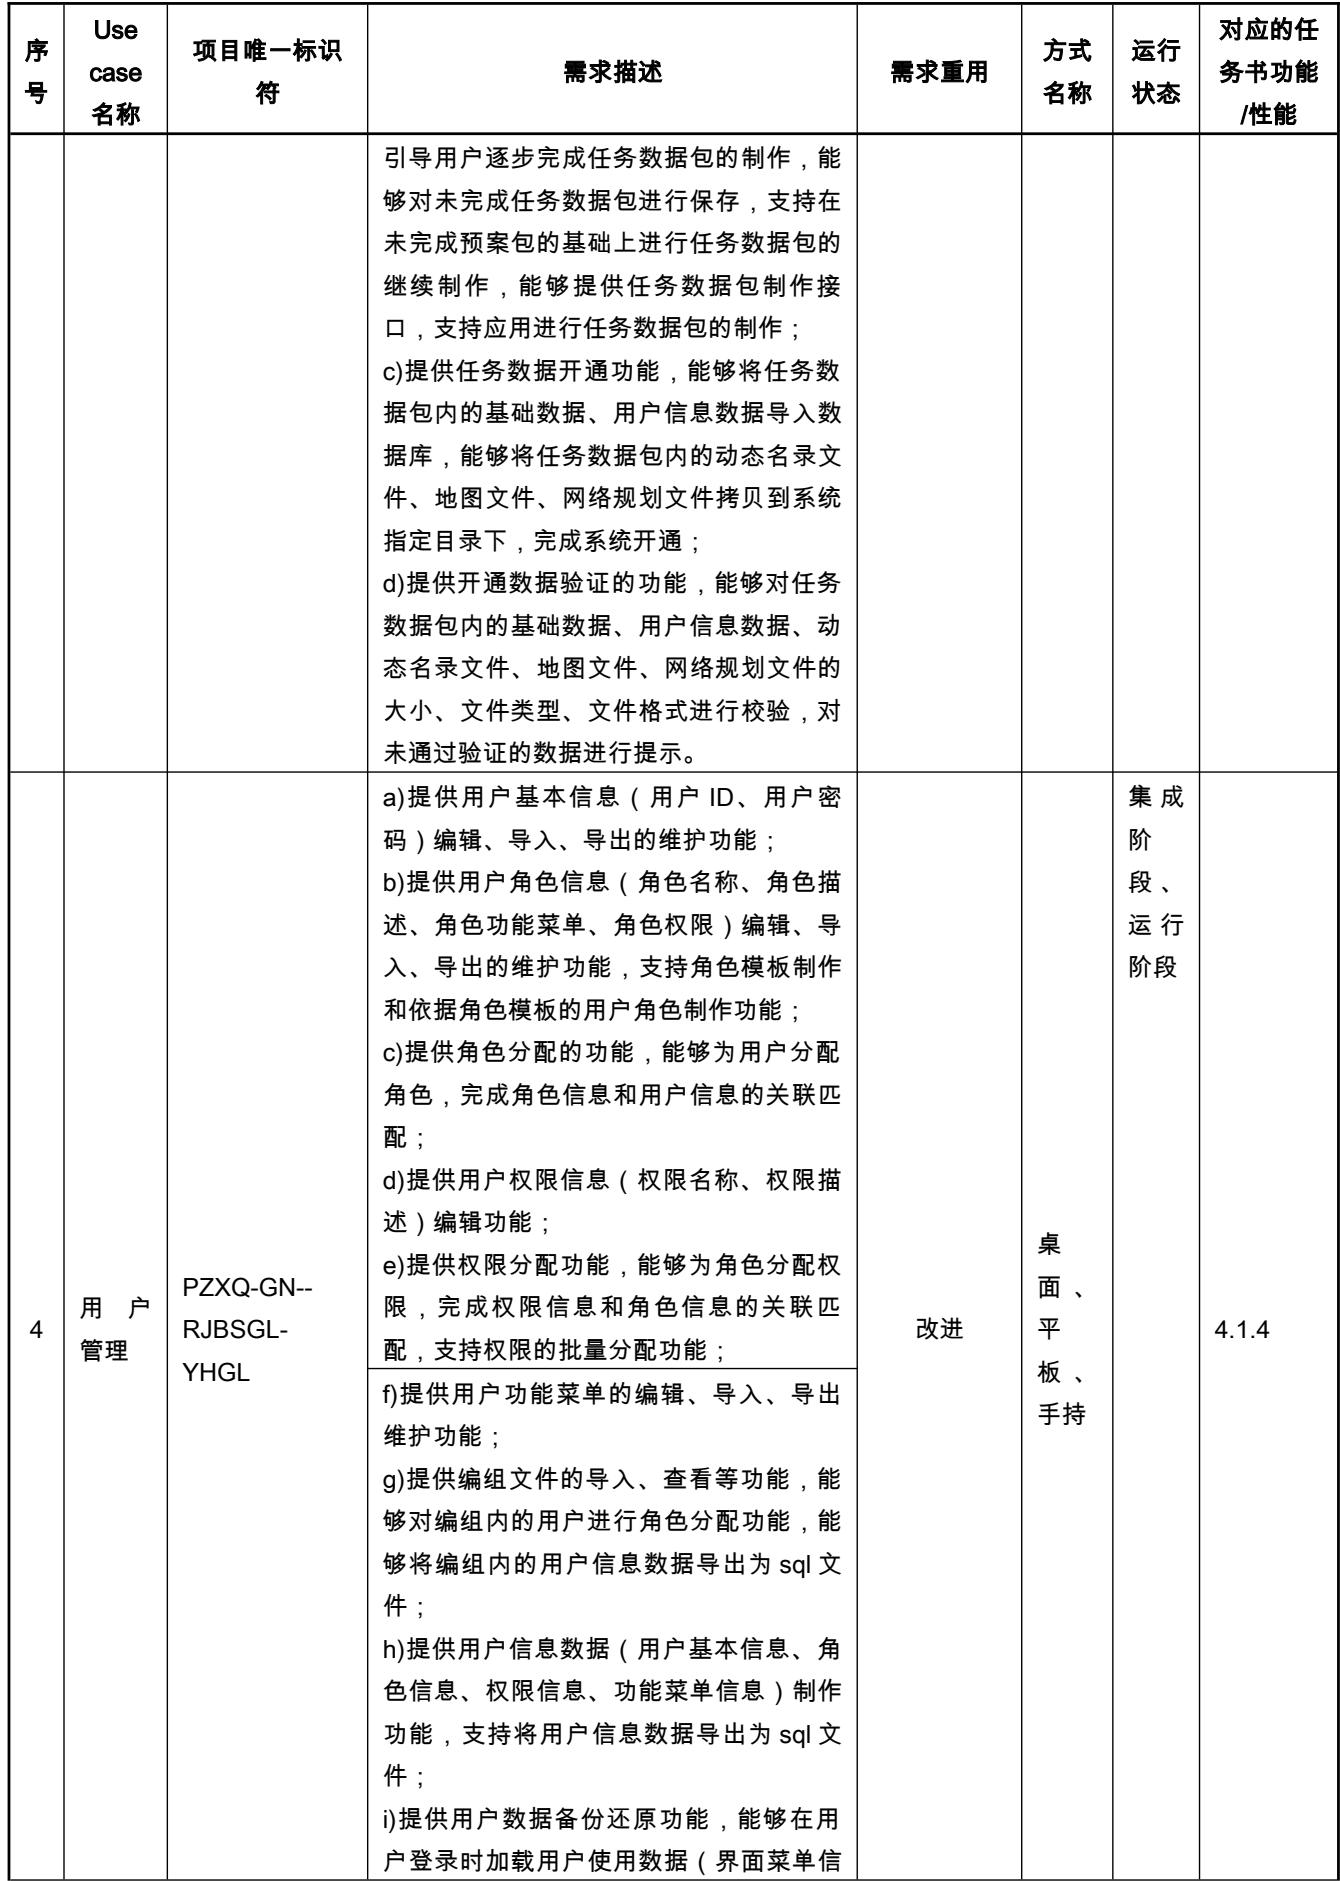 序号
Use case 名称
项目唯一标识符
需求描述
需求重用
方式名称
运行状态
对应的任务书功能/性能
引导用户逐步完成任务数据包的制作，能
够对未完成任务数据包进行保存，支持在
未完成预案包的基础上进行任务数据包的
继续制作，能够提供任务数据包制作接
口，支持应用进行任务数据包的制作；
c)提供任务数据开通功能，能够将任务数
据包内的基础数据、用户信息数据导入数
据库，能够将任务数据包内的动态名录文
件、地图文件、网络规划文件拷贝到系统
指定目录下，完成系统开通；
d)提供开通数据验证的功能，能够对任务
数据包内的基础数据、用户信息数据、动
态名录文件、地图文件、网络规划文件的
大小、文件类型、文件格式进行校验，对
未通过验证的数据进行提示。
4
用 户
管理
PZXQ-GN--
RJBSGL-
YHGL
a)提供用户基本信息（用户 ID、用户密
码）编辑、导入、导出的维护功能；
b)提供用户角色信息（角色名称、角色描
述、角色功能菜单、角色权限）编辑、导
入、导出的维护功能，支持角色模板制作
和依据角色模板的用户角色制作功能；
c)提供角色分配的功能，能够为用户分配
角色，完成角色信息和用户信息的关联匹
配；
d)提供用户权限信息（权限名称、权限描
述）编辑功能；
e)提供权限分配功能，能够为角色分配权
限，完成权限信息和角色信息的关联匹
配，支持权限的批量分配功能；
f)提供用户功能菜单的编辑、导入、导出
维护功能；
g)提供编组文件的导入、查看等功能，能
够对编组内的用户进行角色分配功能，能
够将编组内的用户信息数据导出为 sql 文
件；
h)提供用户信息数据（用户基本信息、角
色信息、权限信息、功能菜单信息）制作
功能，支持将用户信息数据导出为 sql 文
件；
i)提供用户数据备份还原功能，能够在用
户登录时加载用户使用数据（界面菜单信
改进
桌
面 、
平
板 、
手持
集 成
阶
段 、
运 行
阶段
4.1.4